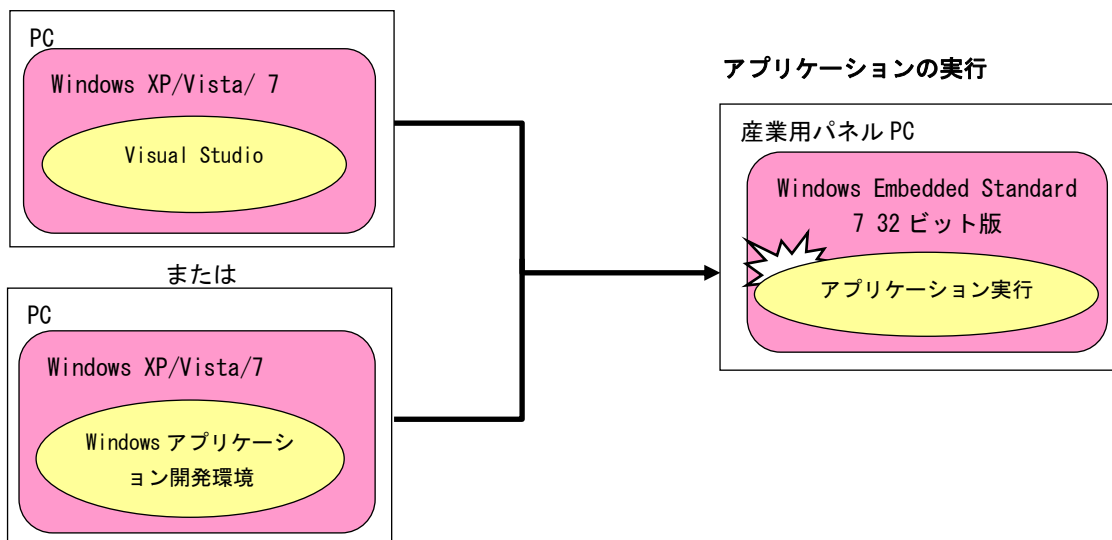 PC
Windows XP/Vista/ 7
Visual Studio
または
PC
Windows XP/Vista/7
Windows アプリケーシ
ョン開発環境
アプリケーションの実行
産業用パネル PC
Windows Embedded Standard
7 32 ビット版
アプリケーション実行